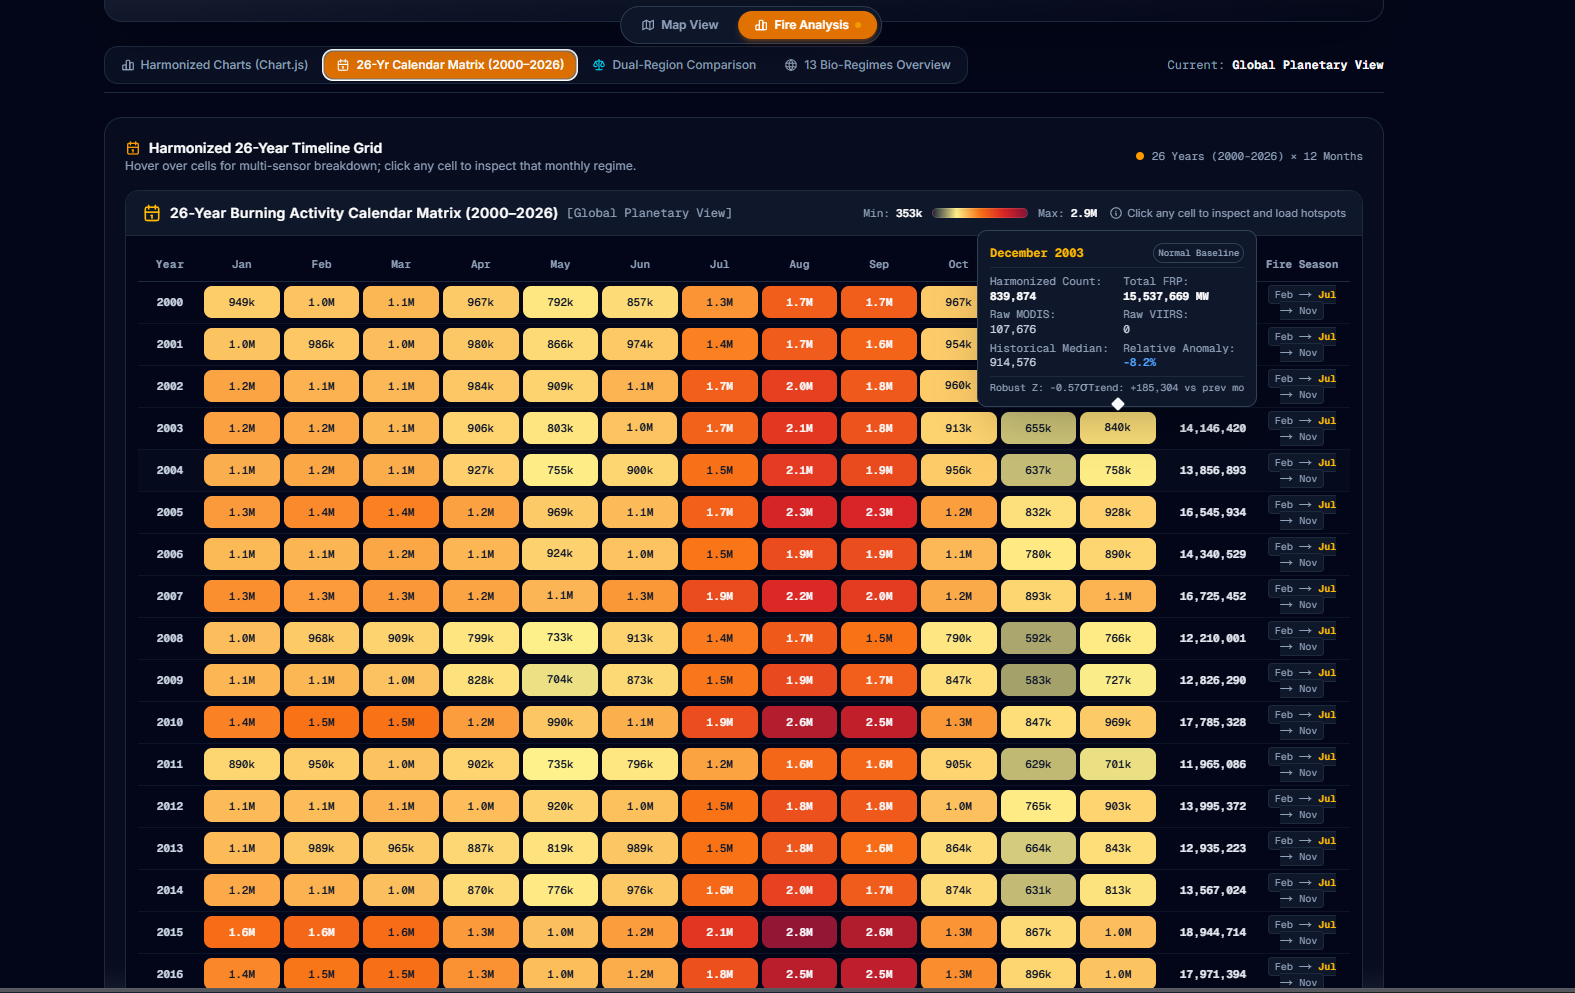 Map View
Fire Analysis
Harmonized Charts (Chart.js)
26-Yr Calendar Matrix (2000–2026)
Dual-Region Comparison
13 Bio-Regimes Overview
Current: Global Planetary View
Harmonized 26-Year Timeline Grid
Hover over cells for multi-sensor breakdown; click any cell to inspect that monthly regime.
26 Years (2000-2026) × 12 Months
26-Year Burning Activity Calendar Matrix (2000–2026) [Global Planetary View]
Min: 353k Max: 2.9M Click any cell to inspect and load hotspots
Year Jan Feb Mar Apr May Jun Jul Aug Sep Oct Fire Season
December 2003 Normal Baseline
Harmonized Count: Total FRP:
839,874 15,537,669 MW
Raw MODIS: Raw VIIRS:
107,676 0
Historical Median: Relative Anomaly:
914,576 -8.2%
Robust Z: -0.57σTrend: +185,304 vs prev mo
2000 949k 1.0M 1.1M 967k 792k 857k 1.3M 1.7M 1.7M 967k Feb → Jul
→ Nov
2001 1.0M 986k 1.0M 980k 866k 974k 1.4M 1.7M 1.6M 954k Feb → Jul
→ Nov
2002 1.2M 1.1M 1.1M 984k 909k 1.1M 1.7M 2.0M 1.8M 960k Feb → Jul
→ Nov
2003 1.2M 1.2M 1.1M 906k 803k 1.0M 1.7M 2.1M 1.8M 913k 655k 840k 14,146,420 Feb → Jul
→ Nov
2004 1.1M 1.2M 1.1M 927k 755k 900k 1.5M 2.1M 1.9M 956k 637k 758k 13,856,893 Feb → Jul
→ Nov
2005 1.3M 1.4M 1.4M 1.2M 969k 1.1M 1.7M 2.3M 2.3M 1.2M 832k 928k 16,545,934 Feb → Jul
→ Nov
2006 1.1M 1.1M 1.2M 1.1M 924k 1.0M 1.5M 1.9M 1.9M 1.1M 780k 890k 14,340,529 Feb → Jul
→ Nov
2007 1.3M 1.3M 1.3M 1.2M 1.1M 1.3M 1.9M 2.2M 2.0M 1.2M 893k 1.1M 16,725,452 Feb → Jul
→ Nov
2008 1.0M 968k 909k 799k 733k 913k 1.4M 1.7M 1.5M 790k 592k 766k 12,210,001 Feb → Jul
→ Nov
2009 1.1M 1.1M 1.0M 828k 704k 873k 1.5M 1.9M 1.7M 847k 583k 727k 12,826,290 Feb → Jul
→ Nov
2010 1.4M 1.5M 1.5M 1.2M 990k 1.1M 1.9M 2.6M 2.5M 1.3M 847k 969k 17,785,328 Feb → Jul
→ Nov
2011 890k 950k 1.0M 902k 735k 796k 1.2M 1.6M 1.6M 905k 629k 701k 11,965,086 Feb → Jul
→ Nov
2012 1.1M 1.1M 1.1M 1.0M 920k 1.0M 1.5M 1.8M 1.8M 1.0M 765k 903k 13,995,372 Feb → Jul
→ Nov
2013 1.1M 989k 965k 887k 819k 989k 1.5M 1.8M 1.6M 864k 664k 843k 12,935,223 Feb → Jul
→ Nov
2014 1.2M 1.1M 1.0M 870k 776k 976k 1.6M 2.0M 1.7M 874k 631k 813k 13,567,024 Feb → Jul
→ Nov
2015 1.6M 1.6M 1.6M 1.3M 1.0M 1.2M 2.1M 2.8M 2.6M 1.3M 867k 1.0M 18,944,714 Feb → Jul
→ Nov
2016 1.4M 1.5M 1.5M 1.3M 1.0M 1.2M 1.8M 2.5M 2.5M 1.3M 896k 1.0M 17,971,394 Feb → Jul
→ Nov